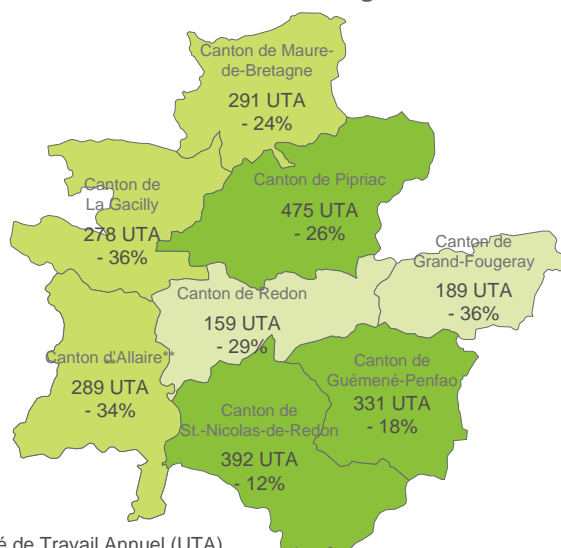 Canton de Maure-
de-Bretagne
291 UTA
- 24%
Canton de
La Gacilly
278 UTA
- 36%
Canton de Pipriac
475 UTA
- 26%
Canton de
Grand-Fougeray
189 UTA
- 36%
Canton de Redon
159 UTA
- 29%
Canton d'Allaire**
289 UTA
- 34%
Canton de
Guémené-Penfao
331 UTA
- 18%
Canton de
St.-Nicolas-de-Redon
392 UTA
- 12%
é de Travail Annuel (UTA)